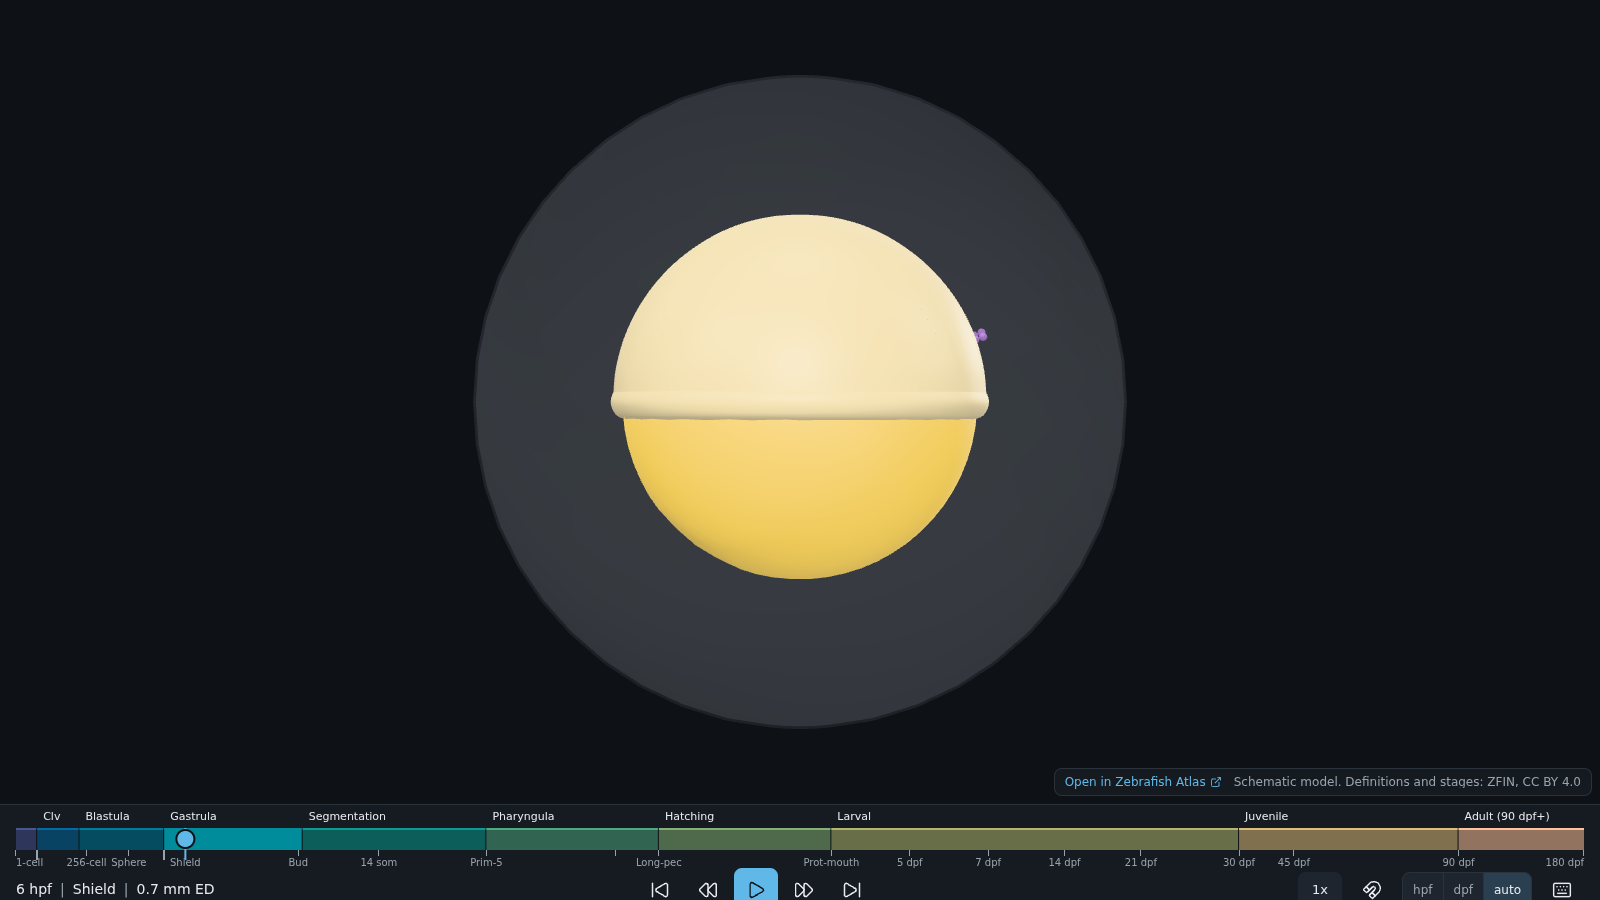 Open in Zebrafish Atlas Schematic model. Definitions and stages: ZFIN, CC BY 4.0
Clv Blastula Gastrula Segmentation Pharyngula Hatching Larval Juvenile Adult (90 dpf+)
1-cell 256-cell Sphere Shield Bud 14 som Prim-5 Long-pec Prot-mouth 5 dpf 7 dpf 14 dpf 21 dpf 30 dpf 45 dpf 90 dpf 180 dpf
6 hpf | Shield | 0.7 mm ED 1x hpf dpf auto